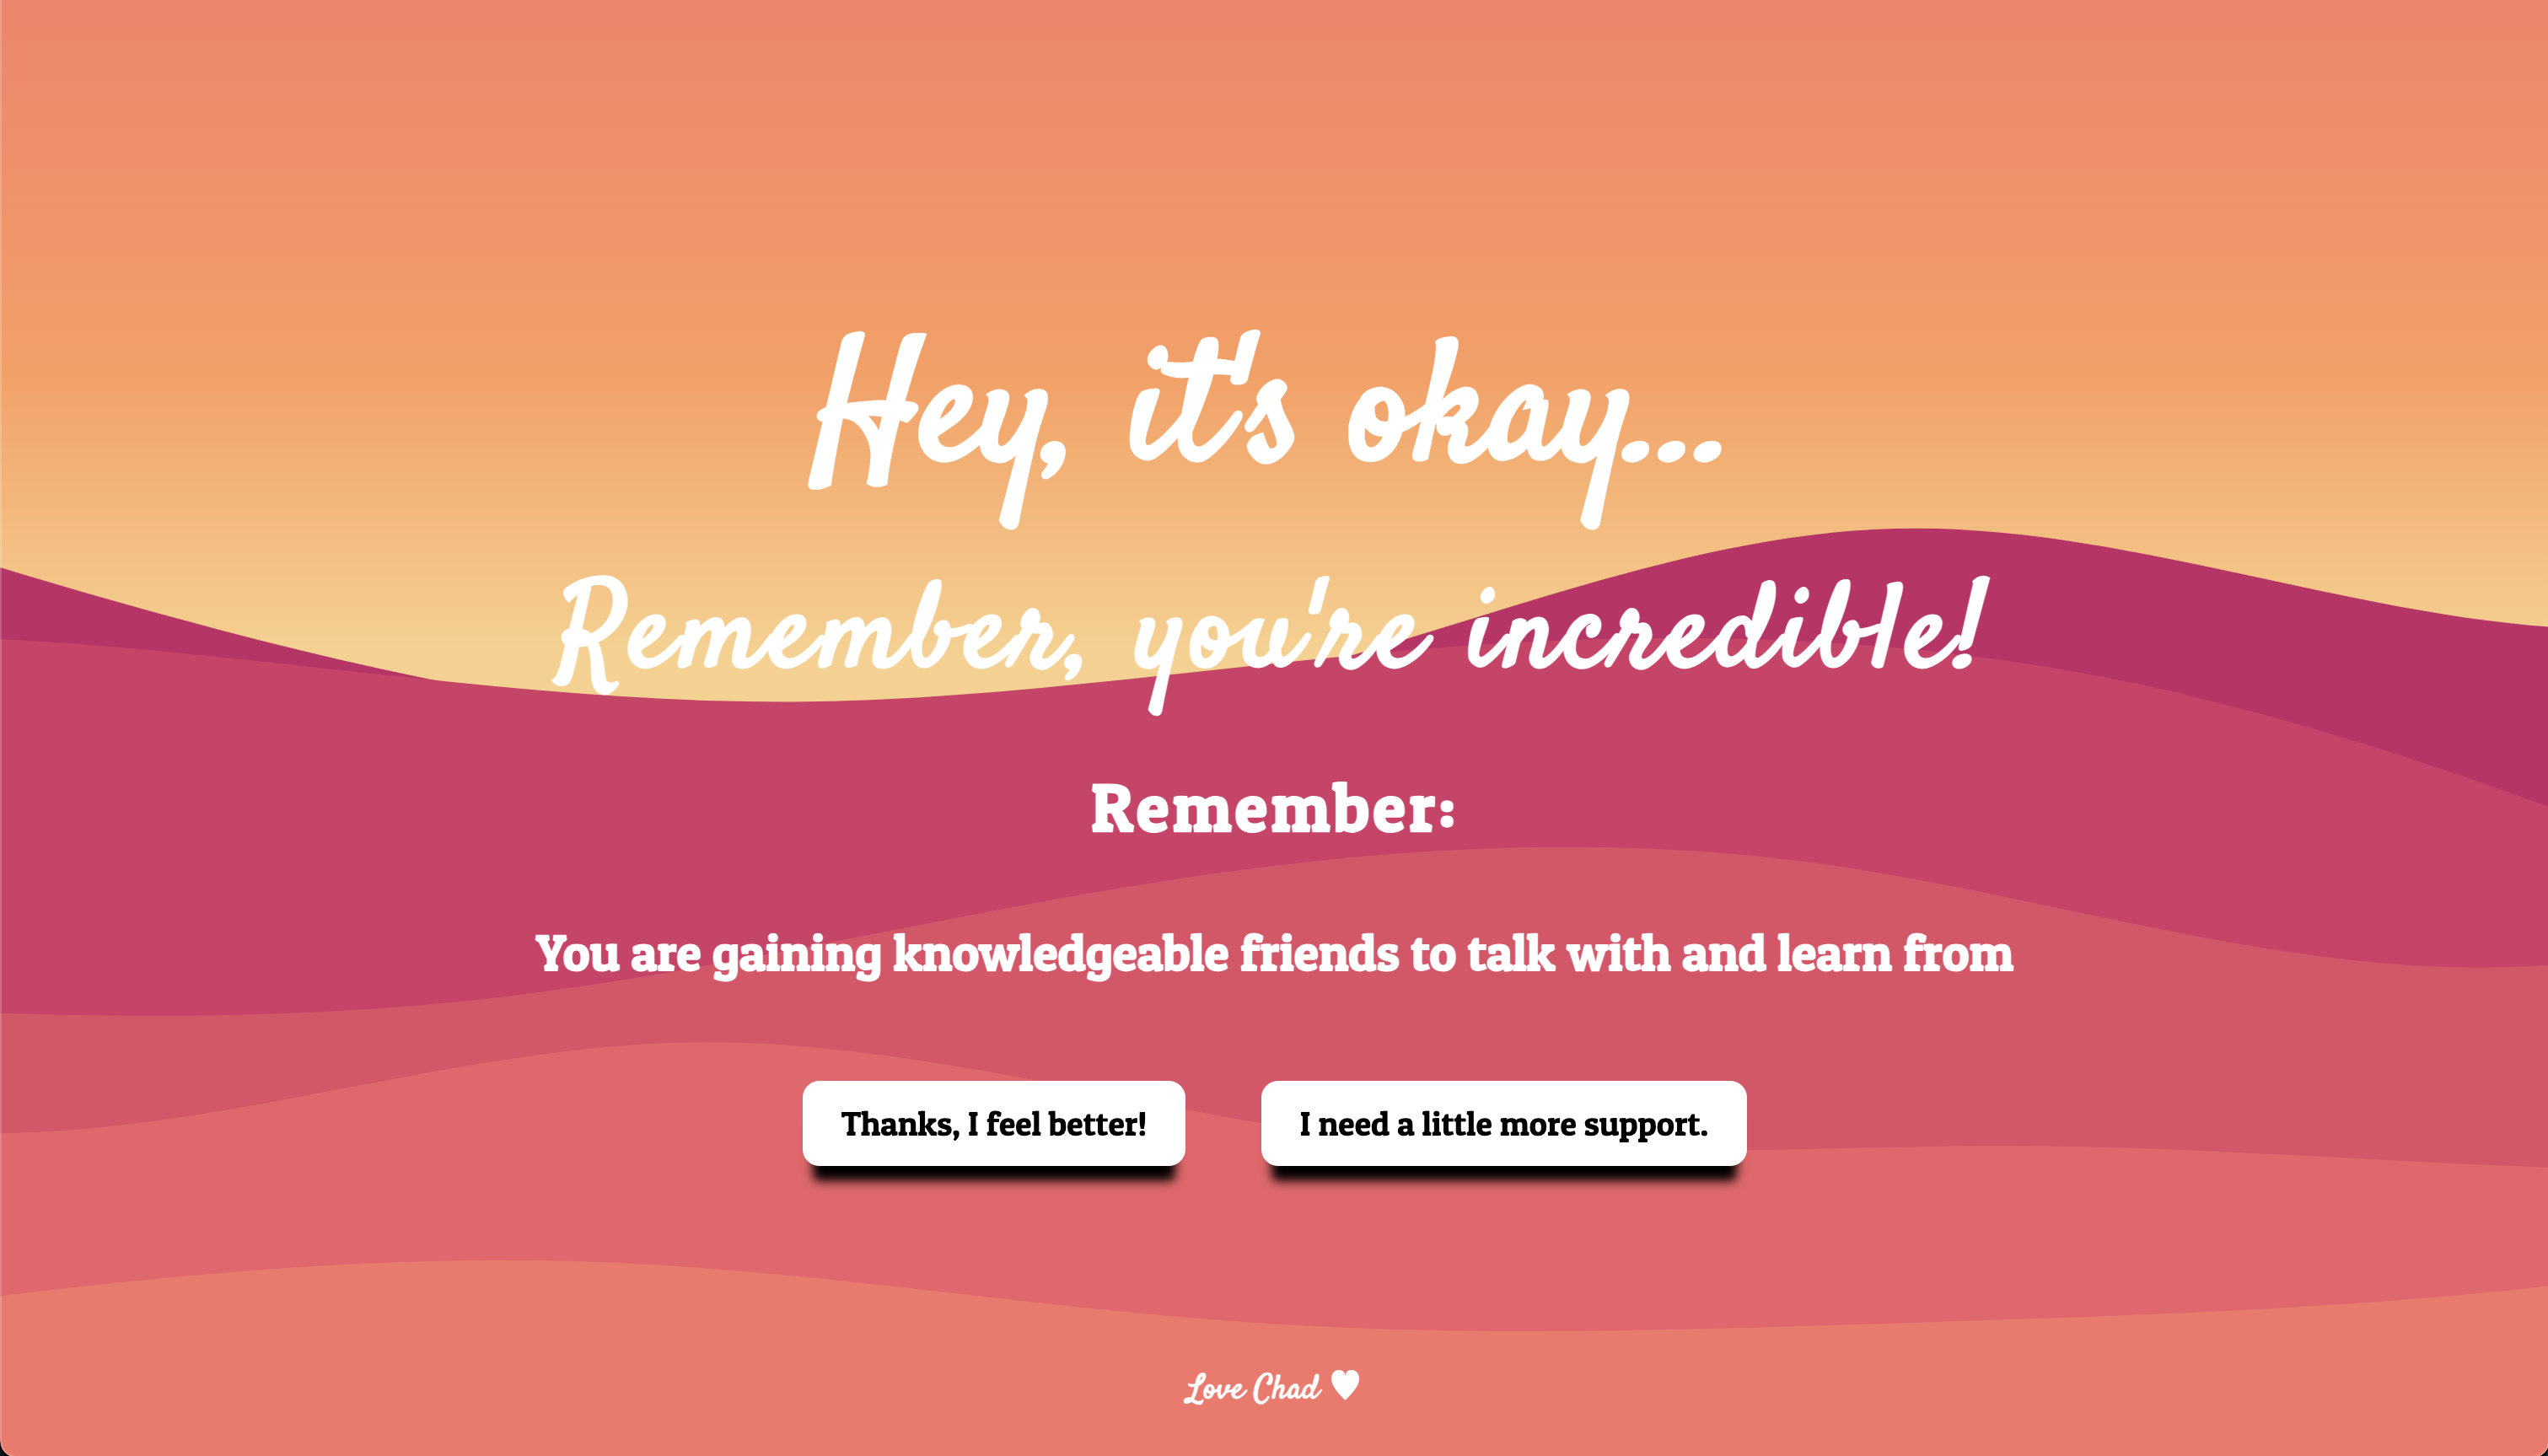 Hey, it's okay...
Remember, you're incredible!
Remember:
You are gaining knowledgeable friends to talk with and learn from
Thanks, I feel better!
I need a little more support.
Love Chad ♥